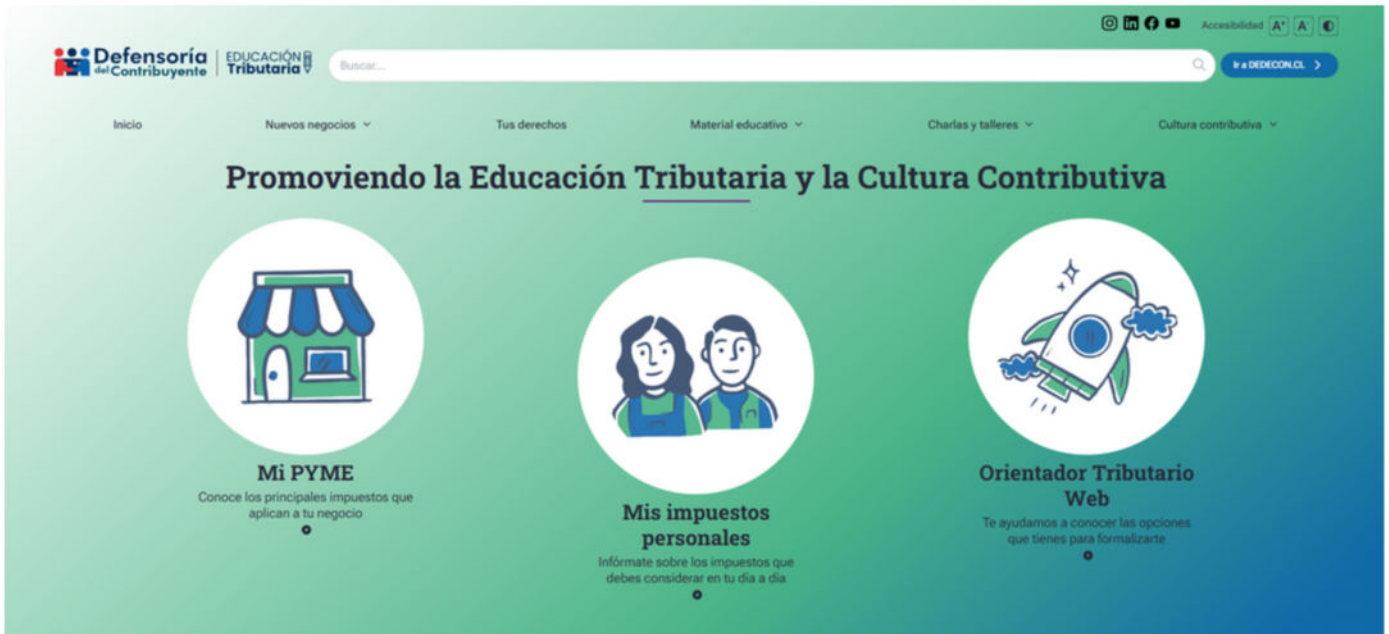 Accesibilidad A+ A-
Defensoría
del Contribuyente
EDUCACIÓN
Tributaria
Buscar...
Ir a DEDECON.CL
Inicio
Nuevos negocios
Tus derechos
Material educativo
Charlas y talleres
Cultura contributiva
Promoviendo la Educación Tributaria y la Cultura Contributiva
Mi PYME
Conoce los principales impuestos que
aplican a tu negocio
Mis impuestos
personales
Infórmate sobre los impuestos que
debes considerar en tu día a día
Orientador Tributario
Web
Te ayudamos a conocer las opciones
que tienes para formalizarte